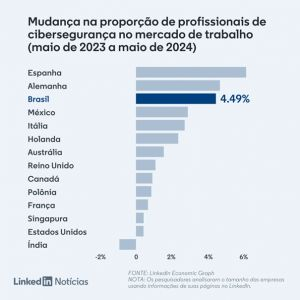 Mudança na proporção de profissionais de
cibersegurança no mercado de trabalho
(maio de 2023 a maio de 2024)
Espanha
Alemanha
Brasil 4.49%
México
Itália
Holanda
Austrália
Reino Unido
Canadá
Polônia
França
Singapura
Estados Unidos
Índia
-2% 0 2% 4% 6%
FONTE: LinkedIn Economic Graph
NOTA: Os pesquisadores analisaram o tamanho das empresas
usando informações de suas páginas no LinkedIn.
LinkedIn Notícias